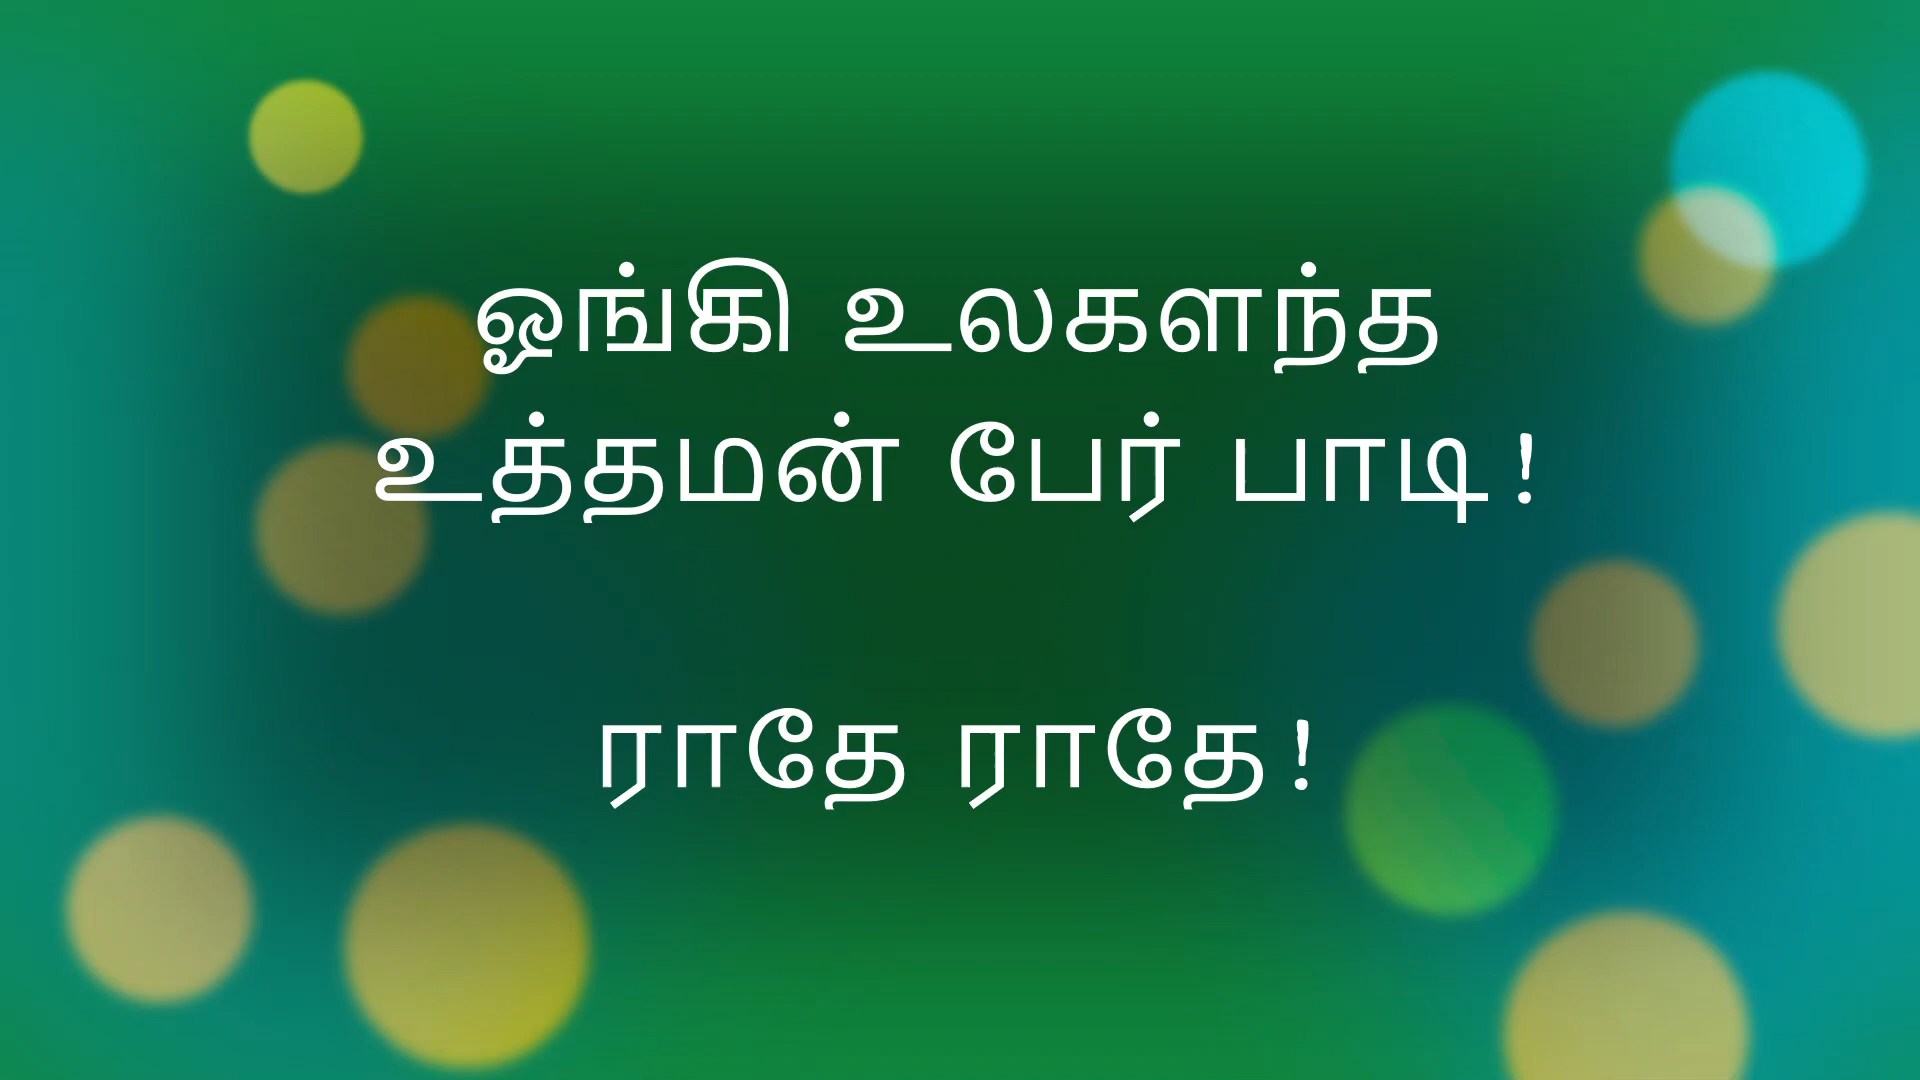 ஓங்கி உலகளந்த
உத்தமன் பேர் பாடி!
ராதே ராதே!